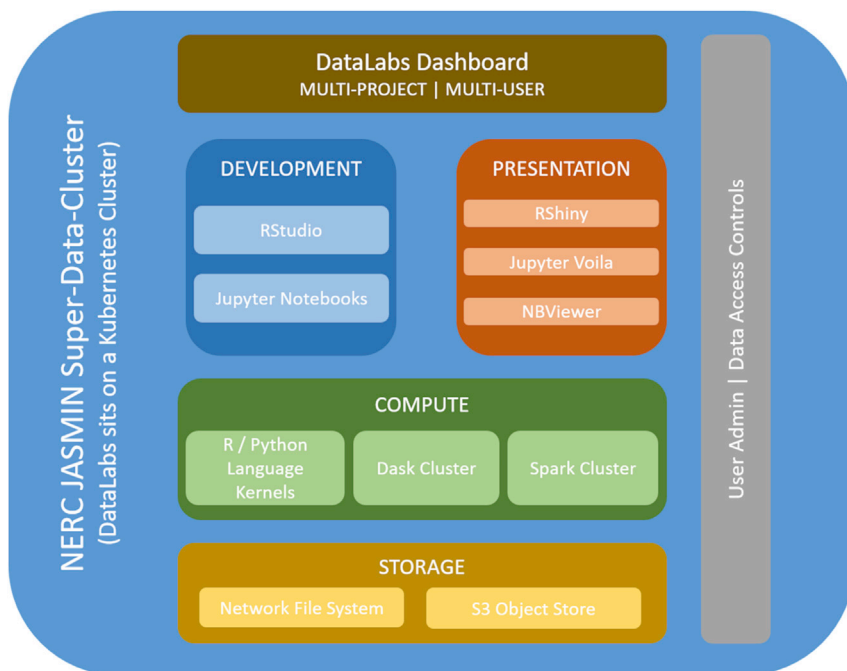 DataLabs Dashboard
MULTI-PROJECT | MULTI-USER
NERC JASMIN Super-Data-Cluster
(DataLabs sits on a Kubernetes Cluster)
DEVELOPMENT
RStudio
Jupyter Notebooks
PRESENTATION
RShiny
Jupyter Voila
NBViewer
COMPUTE
R / Python
Language
Kernels
Dask Cluster
Spark Cluster
STORAGE
Network File System
S3 Object Store
User Admin | Data Access Controls